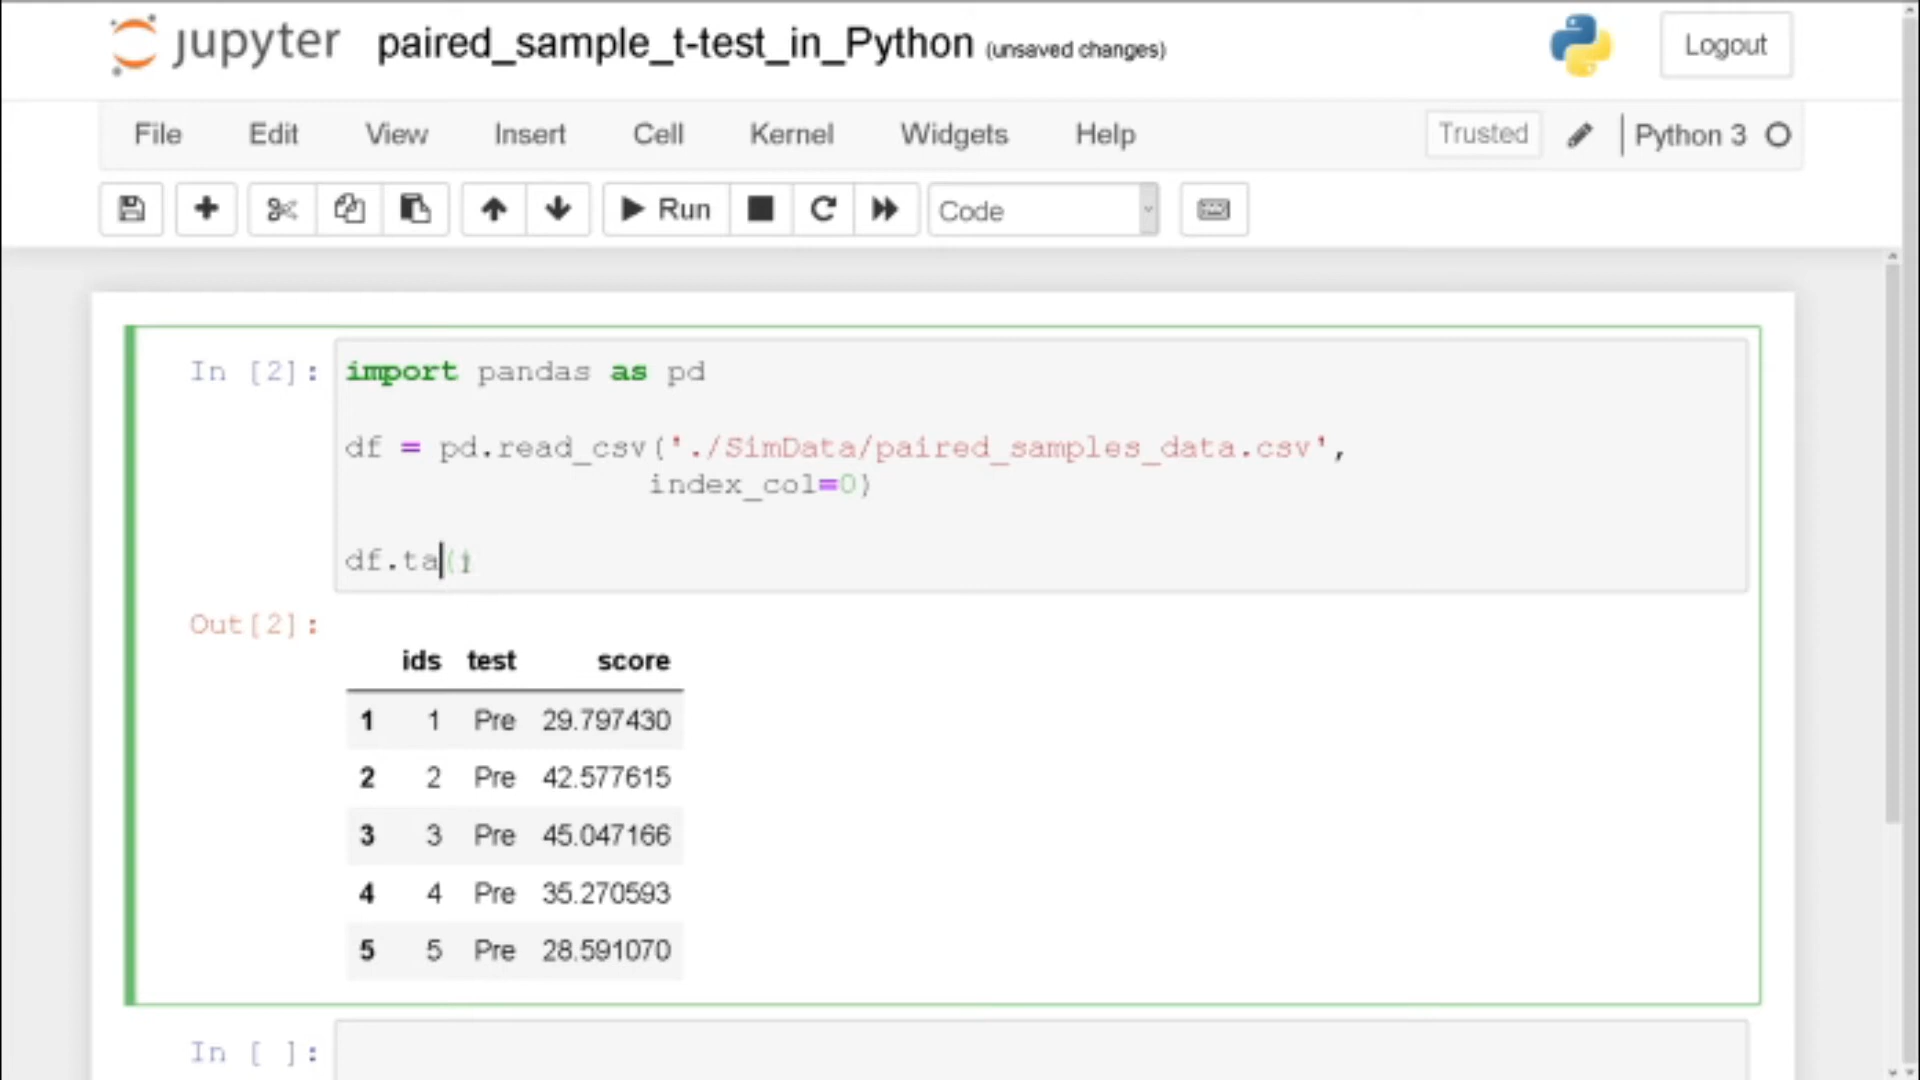 jupyter paired_sample_t-test_in_Python (unsaved changes) Logout
File Edit View Insert Cell Kernel Widgets Help Trusted Python 3
Run Code
In [2]: import pandas as pd
df = pd.read_csv('./SimData/paired_samples_data.csv',
index_col=0)
df.ta()
Out[2]:
ids test score
1 1 Pre 29.797430
2 2 Pre 42.577615
3 3 Pre 45.047166
4 4 Pre 35.270593
5 5 Pre 28.591070
In [ ]: